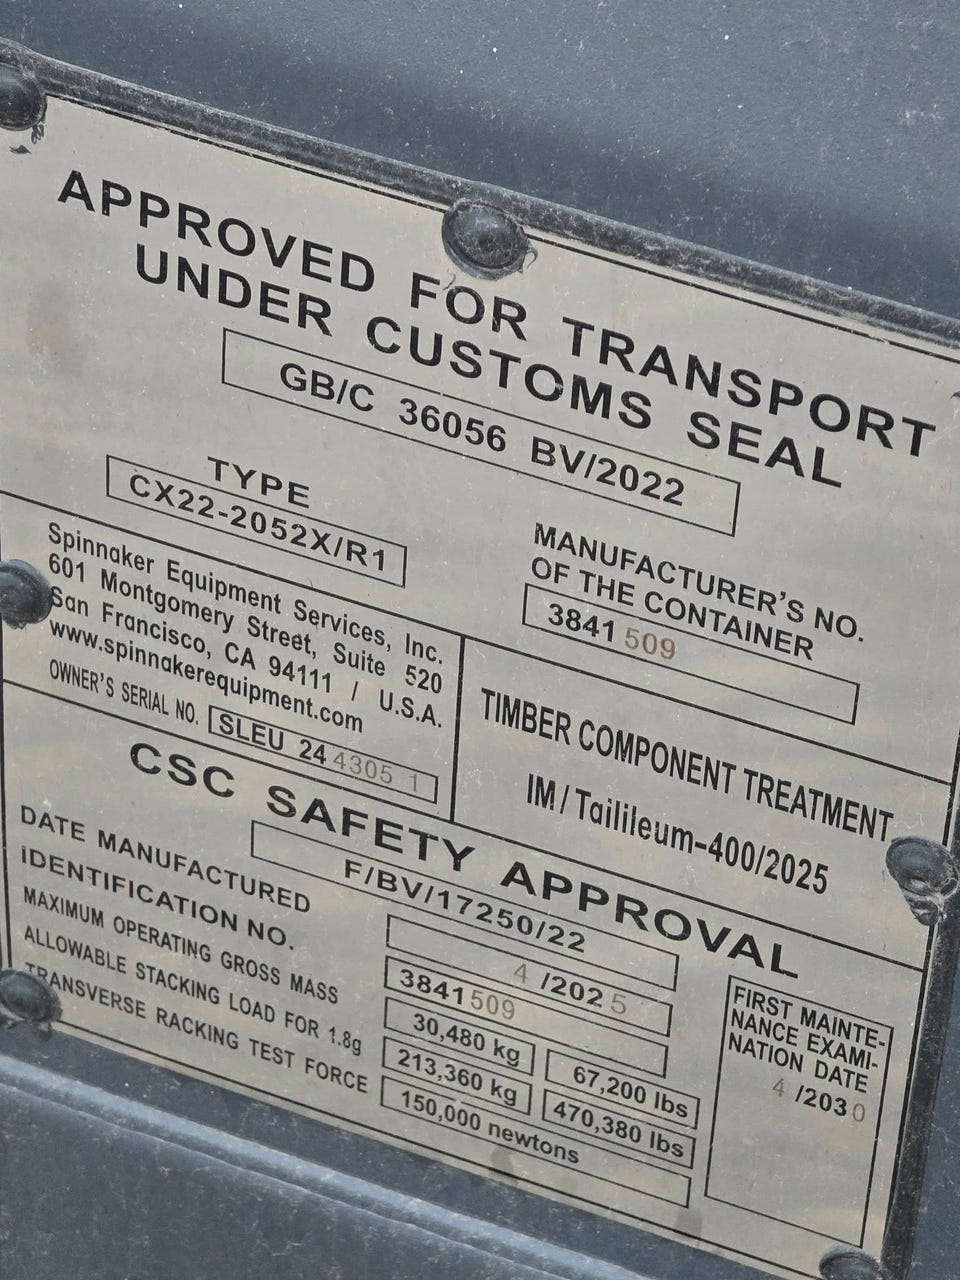 APPROVED FOR TRANSPORT
UNDER CUSTOMS SEAL
GB/C 36056 BV/2022
TYPE
CX22-2052X/R1
MANUFACTURER'S NO.
OF THE CONTAINER
3841 509
Spinnaker Equipment Services, Inc.
601 Montgomery Street, Suite 520
San Francisco, CA 94111 / U.S.A.
www.spinnakerequipment.com
OWNER'S SERIAL NO. SLEU 24 4305 1
TIMBER COMPONENT TREATMENT
IM/Tailileum-400/2025
CSC SAFETY APPROVAL
F/BV/17250/22
DATE MANUFACTURED 4 /2025
IDENTIFICATION NO. 3841509
MAXIMUM OPERATING GROSS MASS 30,480 kg 67,200 lbs
ALLOWABLE STACKING LOAD FOR 1.8g 213,360 kg 470,380 lbs
TRANSVERSE RACKING TEST FORCE 150,000 newtons
FIRST MAINTE-
NANCE EXAMI-
NATION DATE
4 /2030